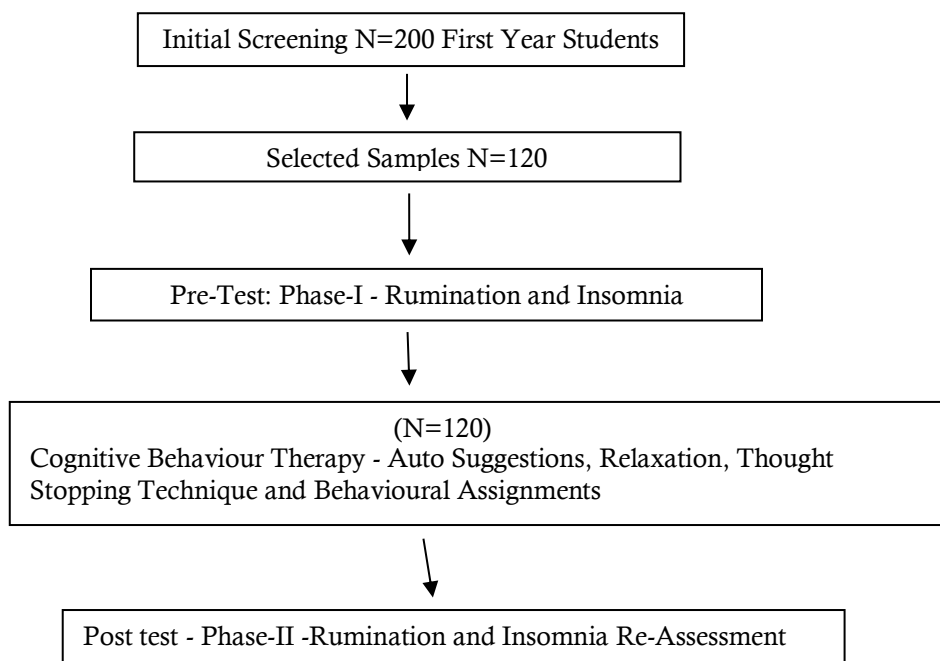 Initial Screening N=200 First Year Students
Selected Samples N=120
Pre-Test: Phase-I - Rumination and Insomnia
(N=120)
Cognitive Behaviour Therapy - Auto Suggestions, Relaxation, Thought
Stopping Technique and Behavioural Assignments
Post test - Phase-II -Rumination and Insomnia Re-Assessment